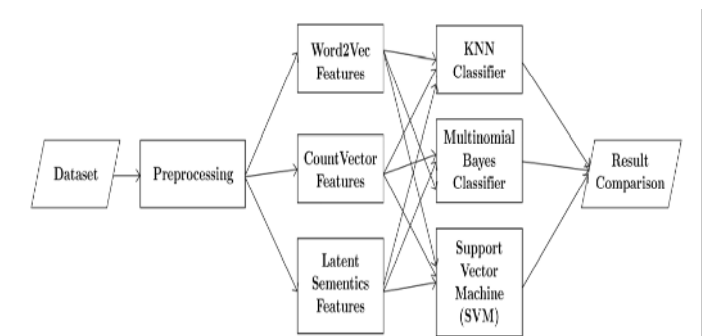 Dataset
Preprocessing
Word2Vec
Features
CountVector
Features
Latent
Sementics
Features
KNN
Classifier
Multinomial
Bayes
Classifier
Support
Vector
Machine
(SVM)
Result
Comparison